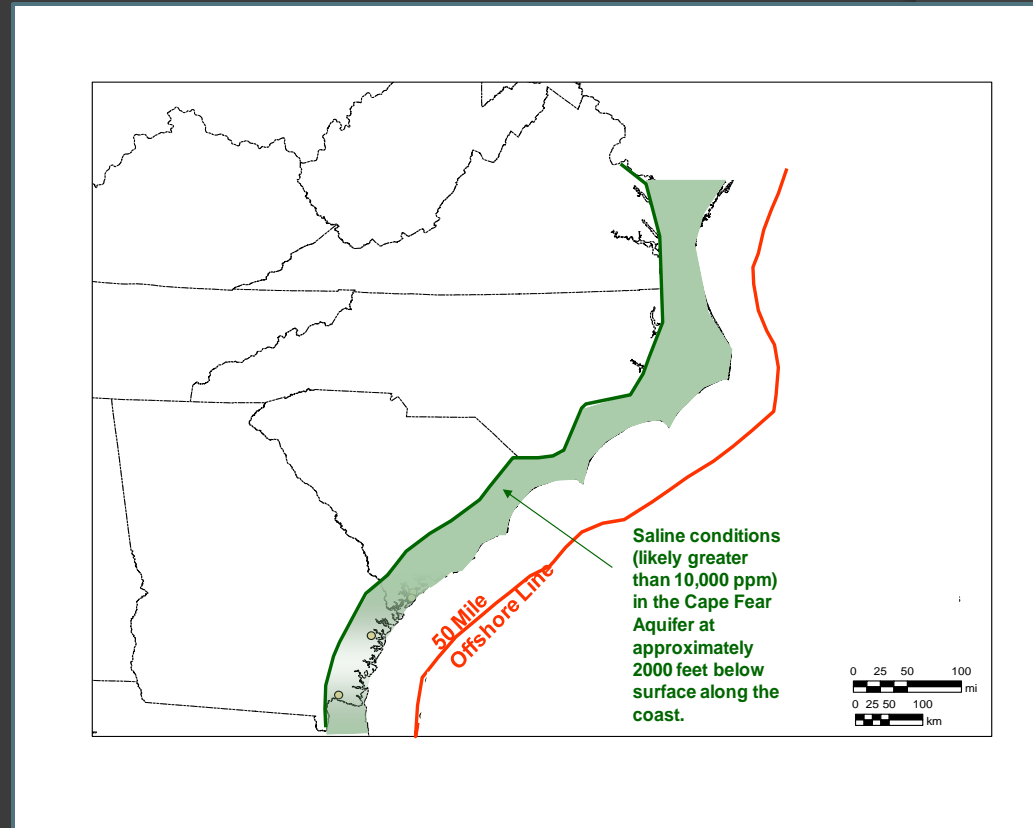 50 Mile
Offshore Line
Saline conditions
(likely greater
than 10,000 ppm)
in the Cape Fear
Aquifer at
approximately
2000 feet below
surface along the
coast.
0 25 50 100
mi
0 25 50 100
km